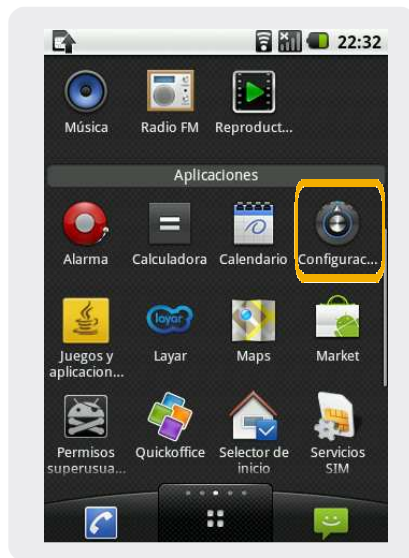 22:32
Música Radio FM Reproduct...
Aplicaciones
Alarma Calculadora Calendario Configurac...
Juegos y aplicacion... Layar Maps Market
layar
Permisos superusua... Quickoffice Selector de inicio Servicios SIM